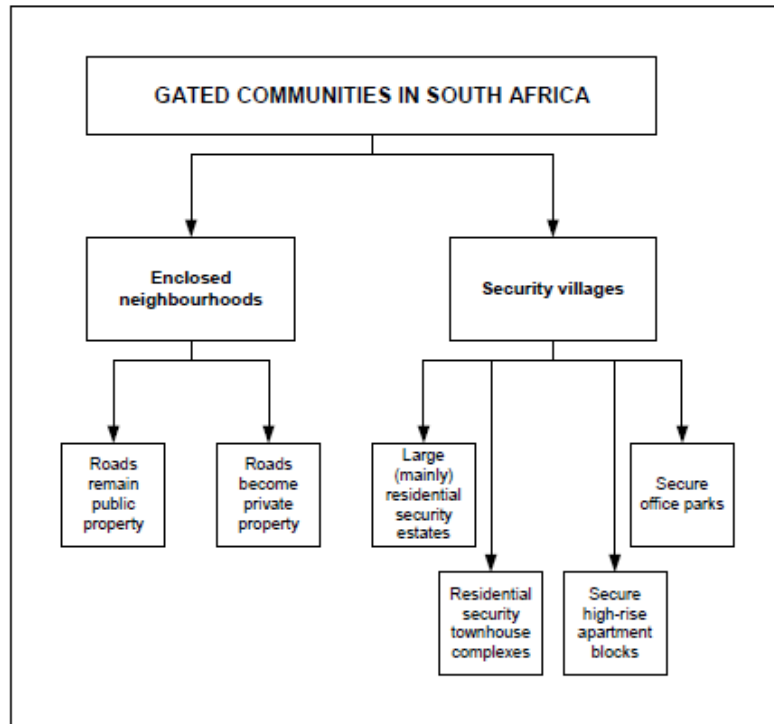 GATED COMMUNITIES IN SOUTH AFRICA
Enclosed
neighbourhoods
Security villages
Roads
remain
public
property
Roads
become
private
property
Large
(mainly)
residential
security
estates
Secure
office parks
Residential
security
townhouse
complexes
Secure
high-rise
apartment
blocks